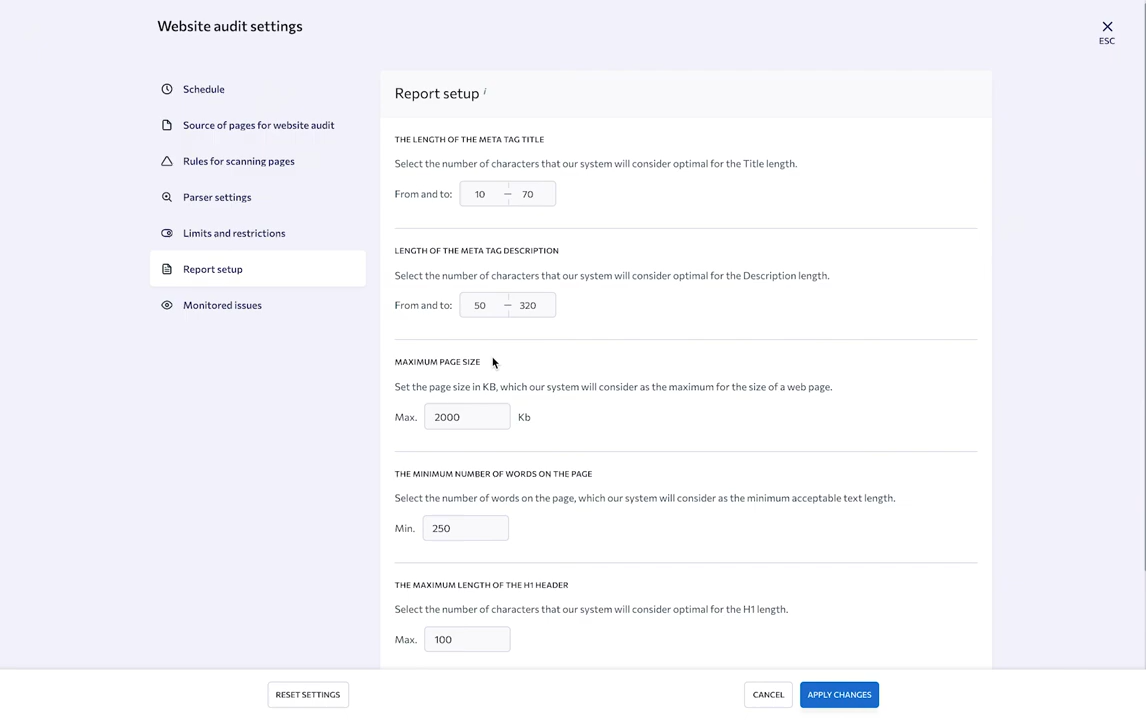 Website audit settings
ESC
Schedule
Source of pages for website audit
Rules for scanning pages
Parser settings
Limits and restrictions
Report setup
Monitored issues
Report setup i
THE LENGTH OF THE META TAG TITLE
Select the number of characters that our system will consider optimal for the Title length.
From and to: 10 — 70
LENGTH OF THE META TAG DESCRIPTION
Select the number of characters that our system will consider optimal for the Description length.
From and to: 50 — 320
MAXIMUM PAGE SIZE
Set the page size in KB, which our system will consider as the maximum for the size of a web page.
Max. 2000 Kb
THE MINIMUM NUMBER OF WORDS ON THE PAGE
Select the number of words on the page, which our system will consider as the minimum acceptable text length.
Min. 250
THE MAXIMUM LENGTH OF THE H1 HEADER
Select the number of characters that our system will consider optimal for the H1 length.
Max. 100
RESET SETTINGS
CANCEL
APPLY CHANGES